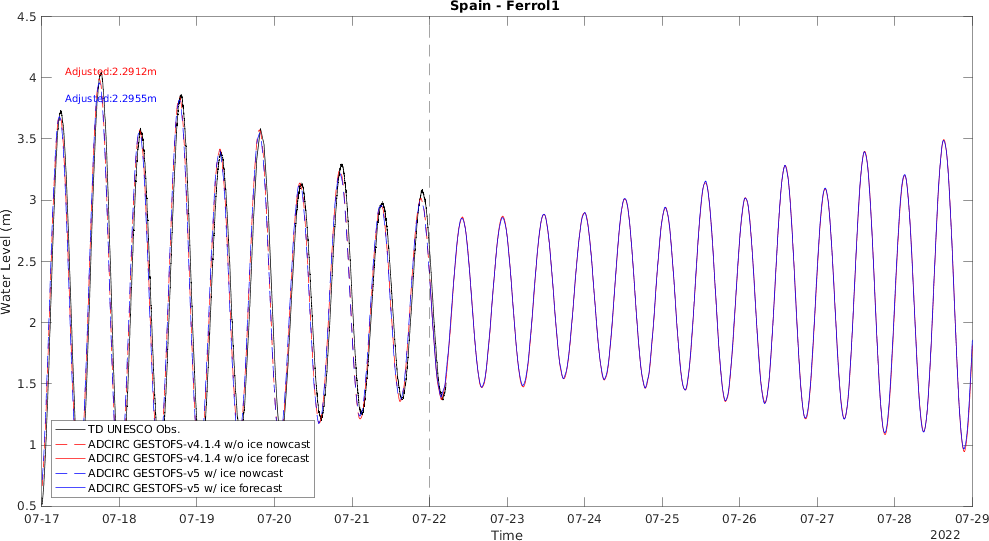 Spain - Ferrol1
4.5
4
3.5
3
2.5
2
1.5
1
0.5
Water Level (m)
Adjusted:2.2912m
Adjusted:2.2955m
TD UNESCO Obs.
ADCIRC GESTOFS-v4.1.4 w/o ice nowcast
ADCIRC GESTOFS-v4.1.4 w/o ice forecast
ADCIRC GESTOFS-v5 w/ ice nowcast
ADCIRC GESTOFS-v5 w/ ice forecast
07-17 07-18 07-19 07-20 07-21 07-22 07-23 07-24 07-25 07-26 07-27 07-28 07-29
Time
2022